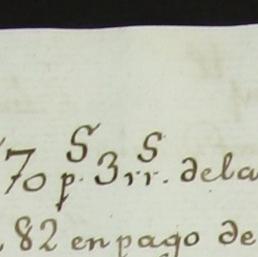 70 p.s 3 rr.s dela
82 en pago de